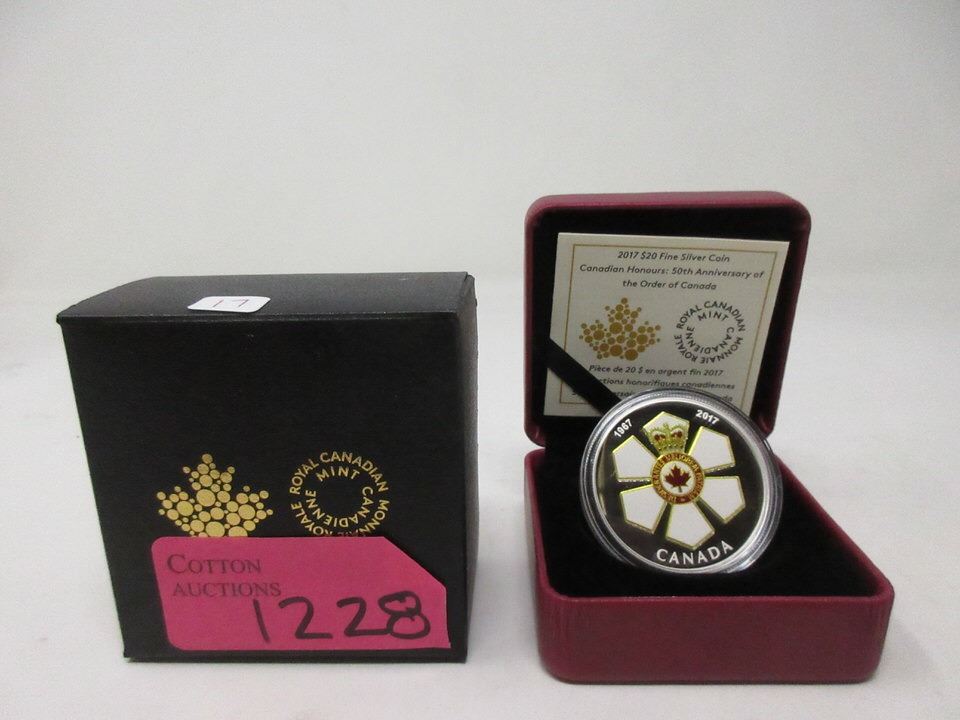 17
ROYAL CANADIAN MINT
MONNAIE ROYALE CANADIENNE
COTTON
AUCTIONS
1228
2017 $20 Fine Silver Coin
Canadian Honours: 50th Anniversary of
the Order of Canada
ROYAL CANADIAN MINT
MONNAIE ROYALE CANADIENNE
Pièce de 20 $ en argent fin 2017
honorifiques canadiennes
1967 2017
CANADA